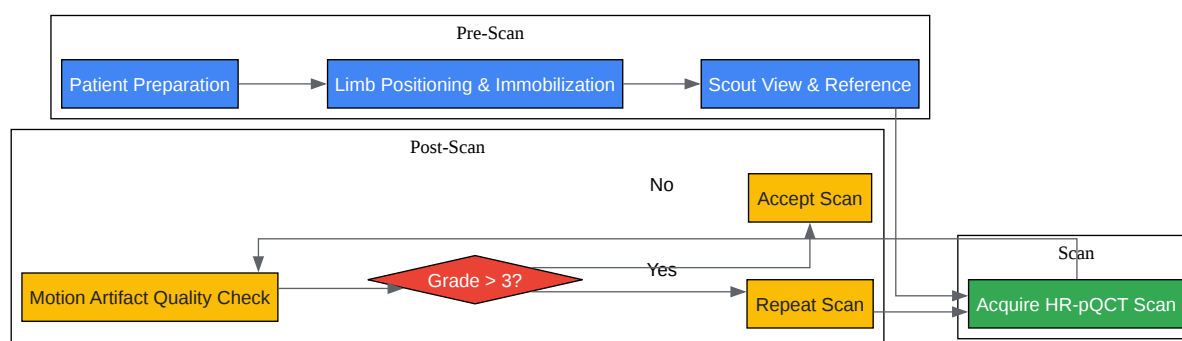 Pre-Scan
Patient Preparation
Limb Positioning & Immobilization
Scout View & Reference
Post-Scan
No
Accept Scan
Scan
Motion Artifact Quality Check
Grade > 3?
Yes
Repeat Scan
Acquire HR-pQCT Scan